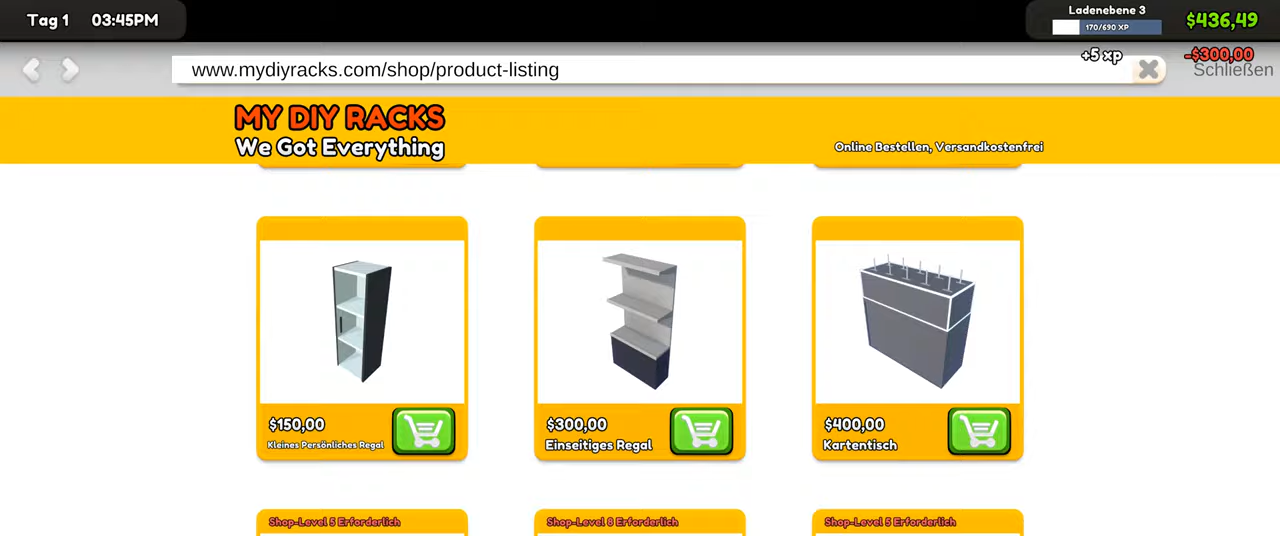 Tag 1 03:45PM
Ladenebene 3
170/690 XP
$436,49
+5 xp
-$300,00
www.mydiyracks.com/shop/product-listing
Schließen
MY DIY RACKS
We Got Everything
Online Bestellen, Versandkostenfrei
$150,00
Kleines Persönliches Regal
$300,00
Einseitiges Regal
$400,00
Kartentisch
Shop-Level 5 Erforderlich
Shop-Level 8 Erforderlich
Shop-Level 5 Erforderlich